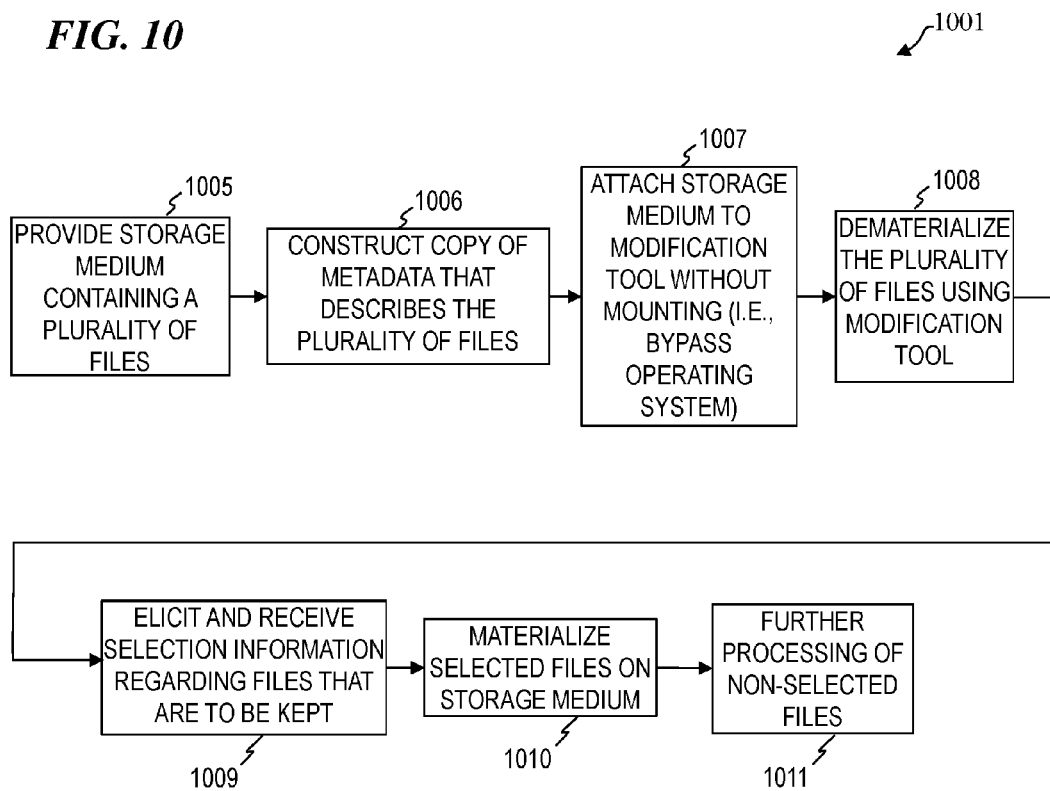 FIG. 10
1001
1005
PROVIDE STORAGE
MEDIUM
CONTAINING A
PLURALITY OF
FILES
1006
CONSTRUCT COPY OF
METADATA THAT
DESCRIBES THE
PLURALITY OF FILES
1007
ATTACH STORAGE
MEDIUM TO
MODIFICATION
TOOL WITHOUT
MOUNTING (I.E.,
BYPASS
OPERATING
SYSTEM)
1008
DEMATERIALIZE
THE PLURALITY
OF FILES USING
MODIFICATION
TOOL
ELICIT AND RECEIVE
SELECTION INFORMATION
REGARDING FILES THAT
ARE TO BE KEPT
1009
MATERIALIZE
SELECTED FILES ON
STORAGE MEDIUM
1010
FURTHER
PROCESSING OF
NON-SELECTED
FILES
1011